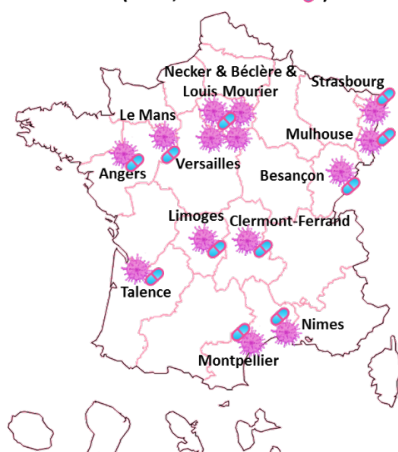 Necker & Béclère &
Louis Mourier
Strasbourg
Le Mans
Mulhouse
Versailles
Angers
Besançon
Limoges
Clermont-Ferrand
Talence
Nimes
Montpellier